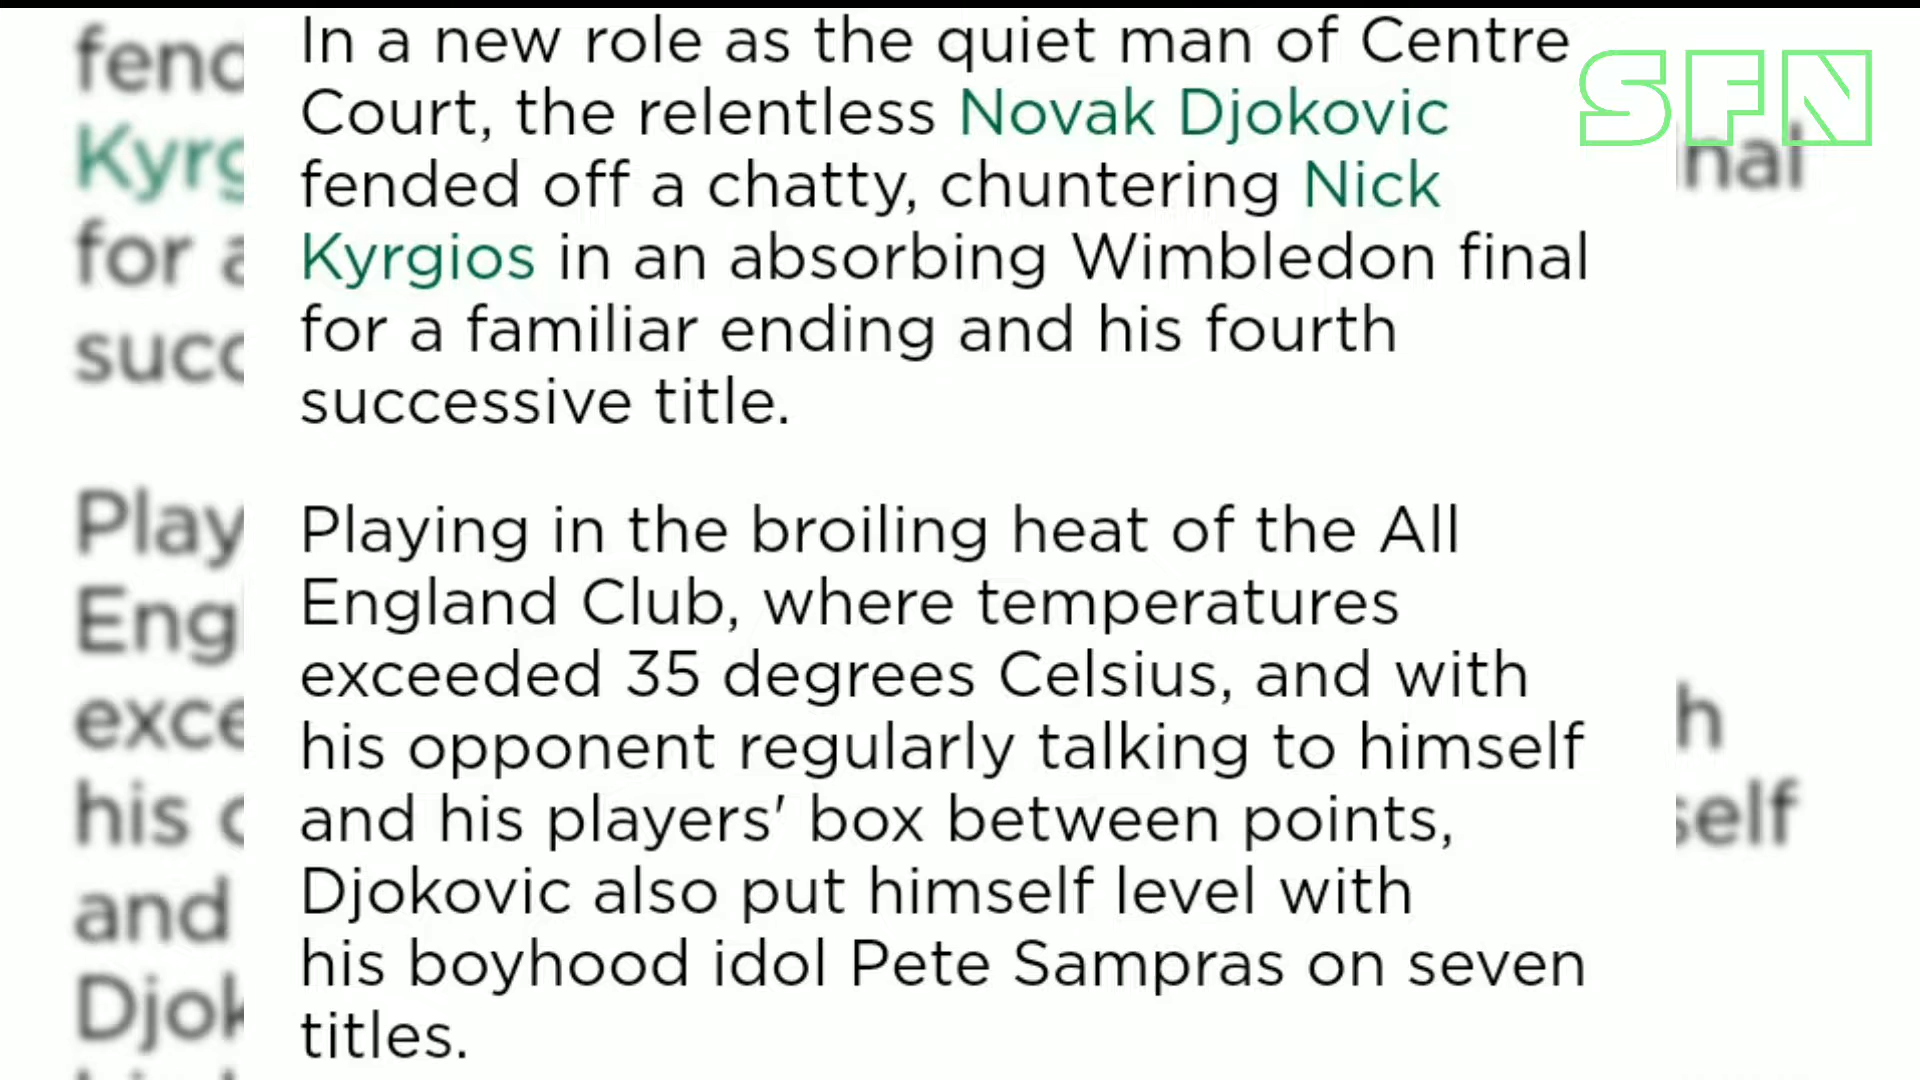 In a new role as the quiet man of Centre
Court, the relentless Novak Djokovic
fended off a chatty, chuntering Nick
Kyrgios in an absorbing Wimbledon final
for a familiar ending and his fourth
successive title.
Playing in the broiling heat of the All
England Club, where temperatures
exceeded 35 degrees Celsius, and with
his opponent regularly talking to himself
and his players' box between points,
Djokovic also put himself level with
his boyhood idol Pete Sampras on seven
titles.
SFN